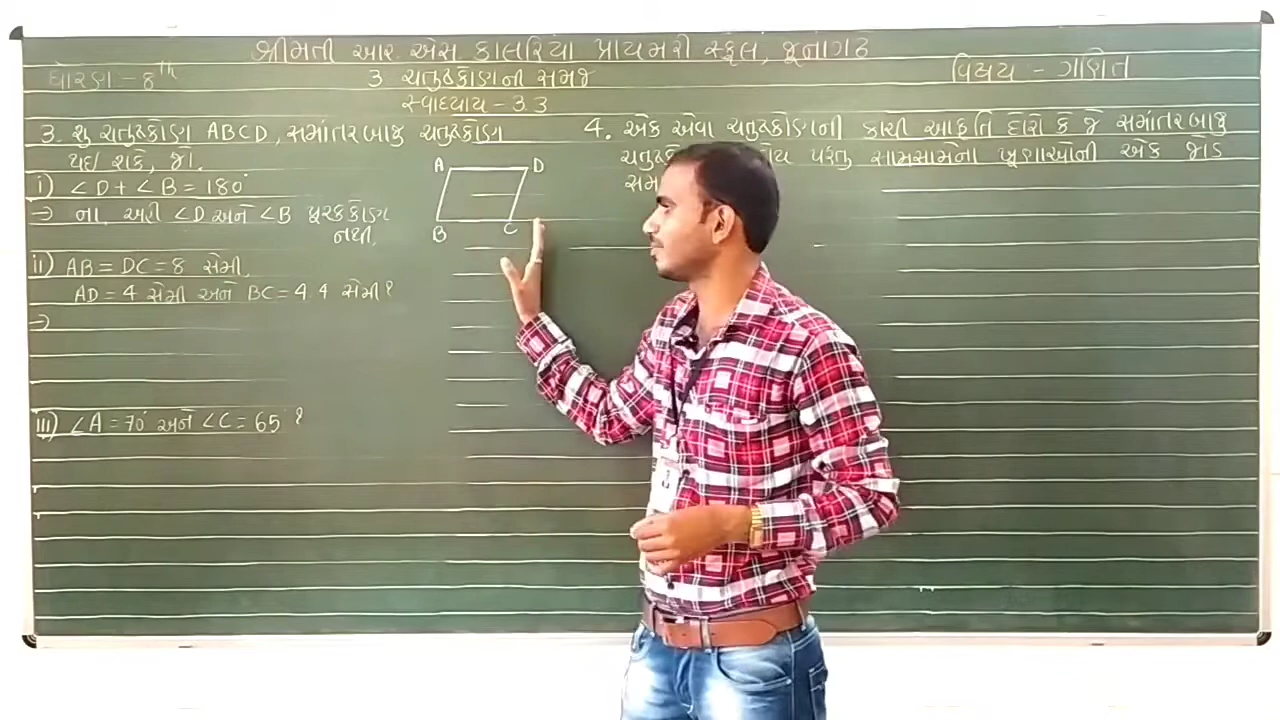 શ્રીમતી આર. એસ. કાલરિયા પ્રાયમરી સ્કૂલ, જૂનાગઢ
ધોરણ:- 8th
3 ચતુષ્કોણની સમજ
વિષય - ગણિત
સ્વાધ્યાય - 3.3
3. શું ચતુષ્કોણ ABCD, સમાંતરબાજુ ચતુષ્કોણ
થઇ શકે, જો.
i) ∠D + ∠B = 180°
→ ના અહી ∠D અને ∠B પૂરકકોણ
નથી.
A D
B C
ii) AB = DC = 8 સેમી,
AD = 4 સેમી અને BC = 4.4 સેમી?
→
iii) ∠A = 70° અને ∠C = 65° ?
4. એક એવા ચતુષ્કોણની કાચી આકૃતિ દોરો કે જે સમાંતરબાજુ
પરંતુ સામસામેના ખૂણાઓની એક જોડ